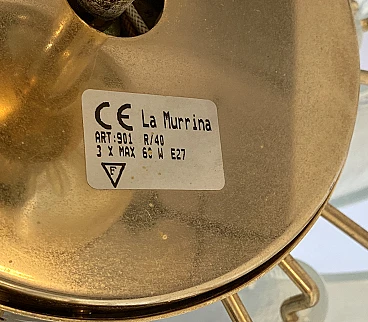 CE La Murrina
ART:901 R/40
3 X MAX 60 W E27
F